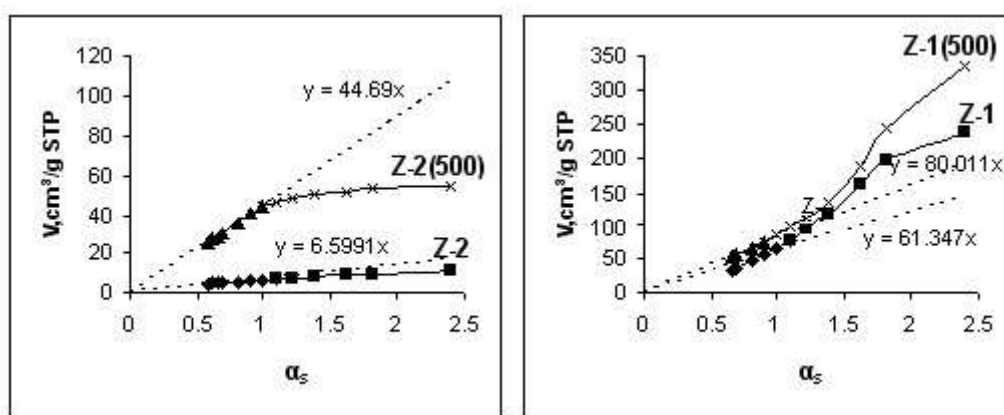 120
100
80
60
40
20
0
V,cm³/g STP
y = 44.69x
Z-2(500)
y = 6.5991x
Z-2
0 0.5 1 1.5 2 2.5
αs
350
300
250
200
150
100
50
0
V,cm³/g STP
Z-1(500)
Z-1
y = 80.011x
Z-
y = 61.347x
0 0.5 1 1.5 2 2.5
αs